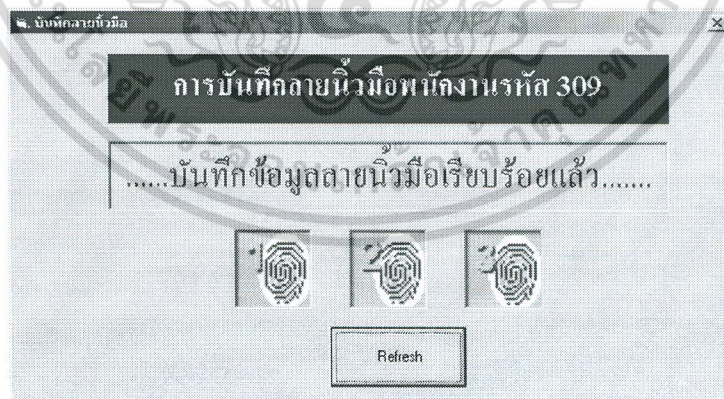 บันทึกลายนิ้วมือ
การบันทึกลายนิ้วมือพนักงานรหัส 309
......บันทึกข้อมูลลายนิ้วมือเรียบร้อยแล้ว.......
1 2 3
Refresh